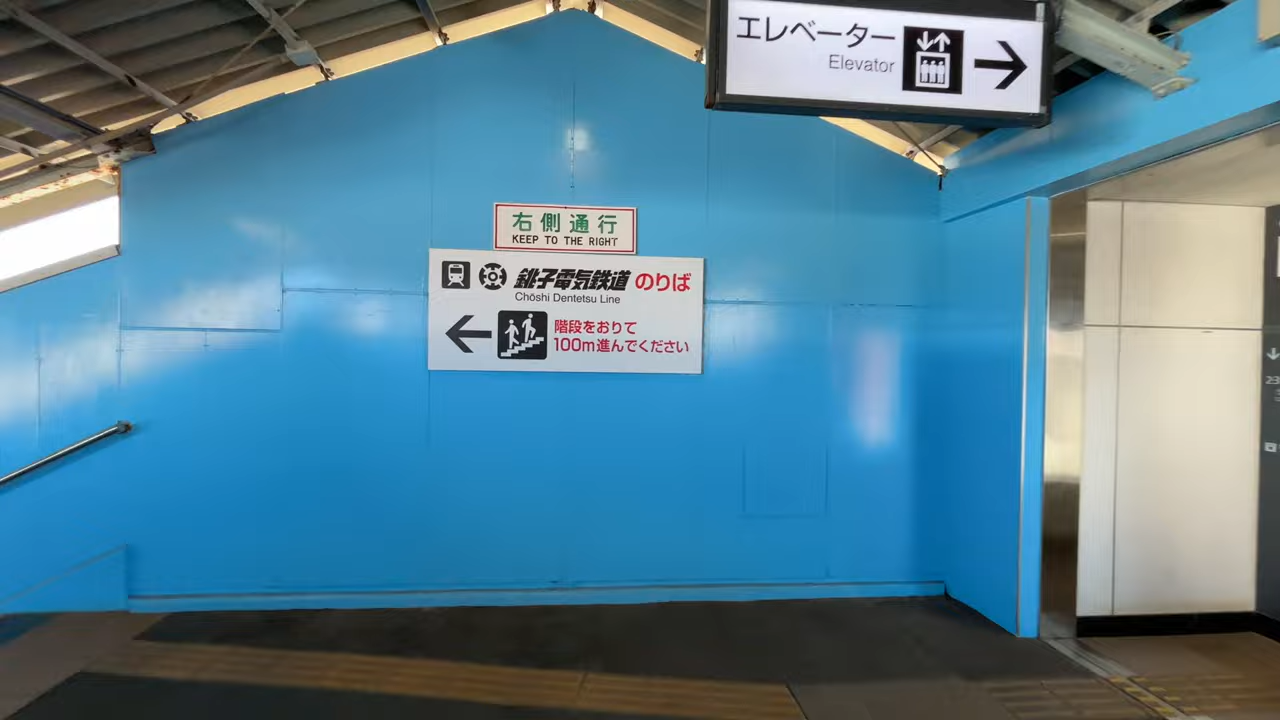 エレベーター
Elevator
右側通行
KEEP TO THE RIGHT
銚子電気鉄道 のりば
Chōshi Dentetsu Line
階段をおりて
100m進んでください